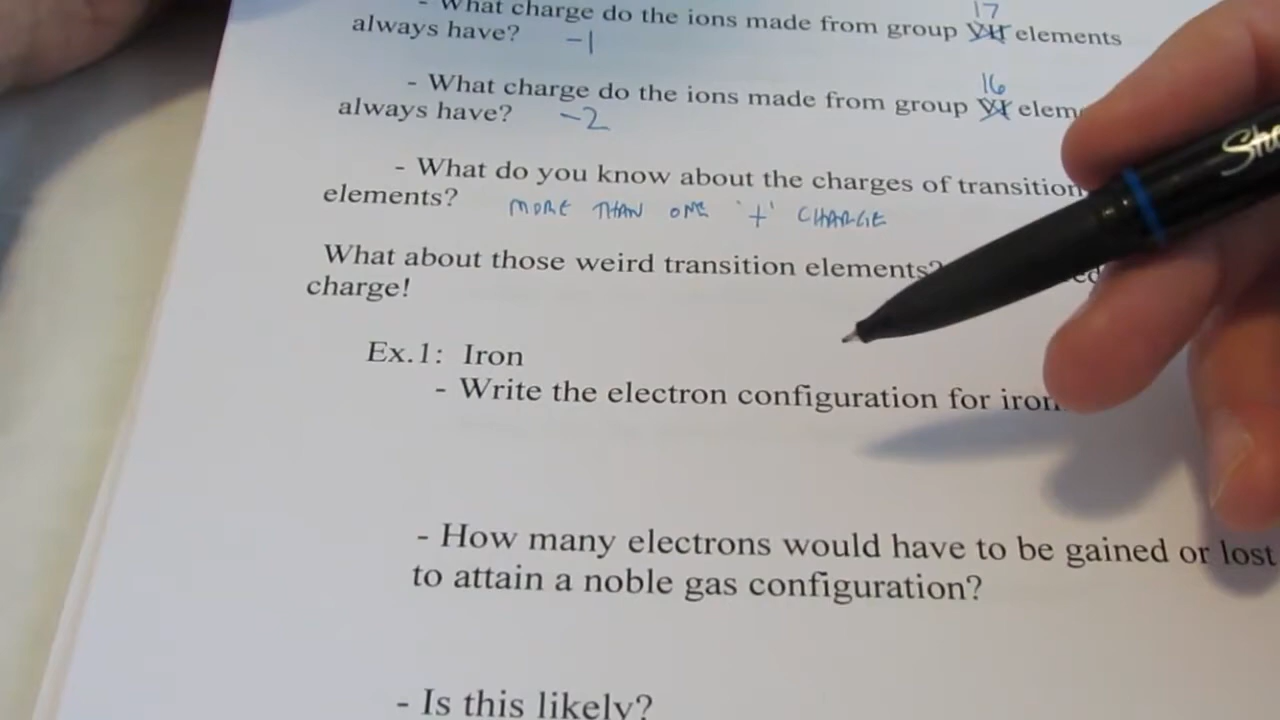 - What charge do the ions made from group 17 VII elements
always have? -1
- What charge do the ions made from group 16 VI
always have? -2
- What do you know about the charges of transition
elements? MORE THAN ONE '+' CHARGE
What about those weird transition elements?
charge!
Ex.1: Iron
- Write the electron configuration for iron
- How many electrons would have to be gained or lost
to attain a noble gas configuration?
- Is this likely?